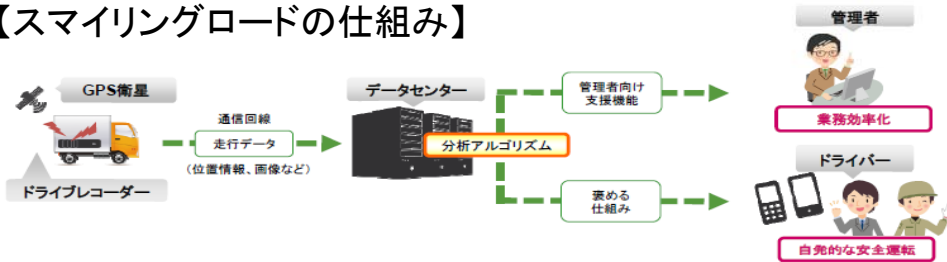 【スマイリングロードの仕組み】
GPS衛星
ドライブレコーダー
通信回線
走行データ
(位置情報、画像など)
データセンター
分析アルゴリズム
管理者向け
支援機能
褒める
仕組み
管理者
業務効率化
ドライバー
自発的な安全運転